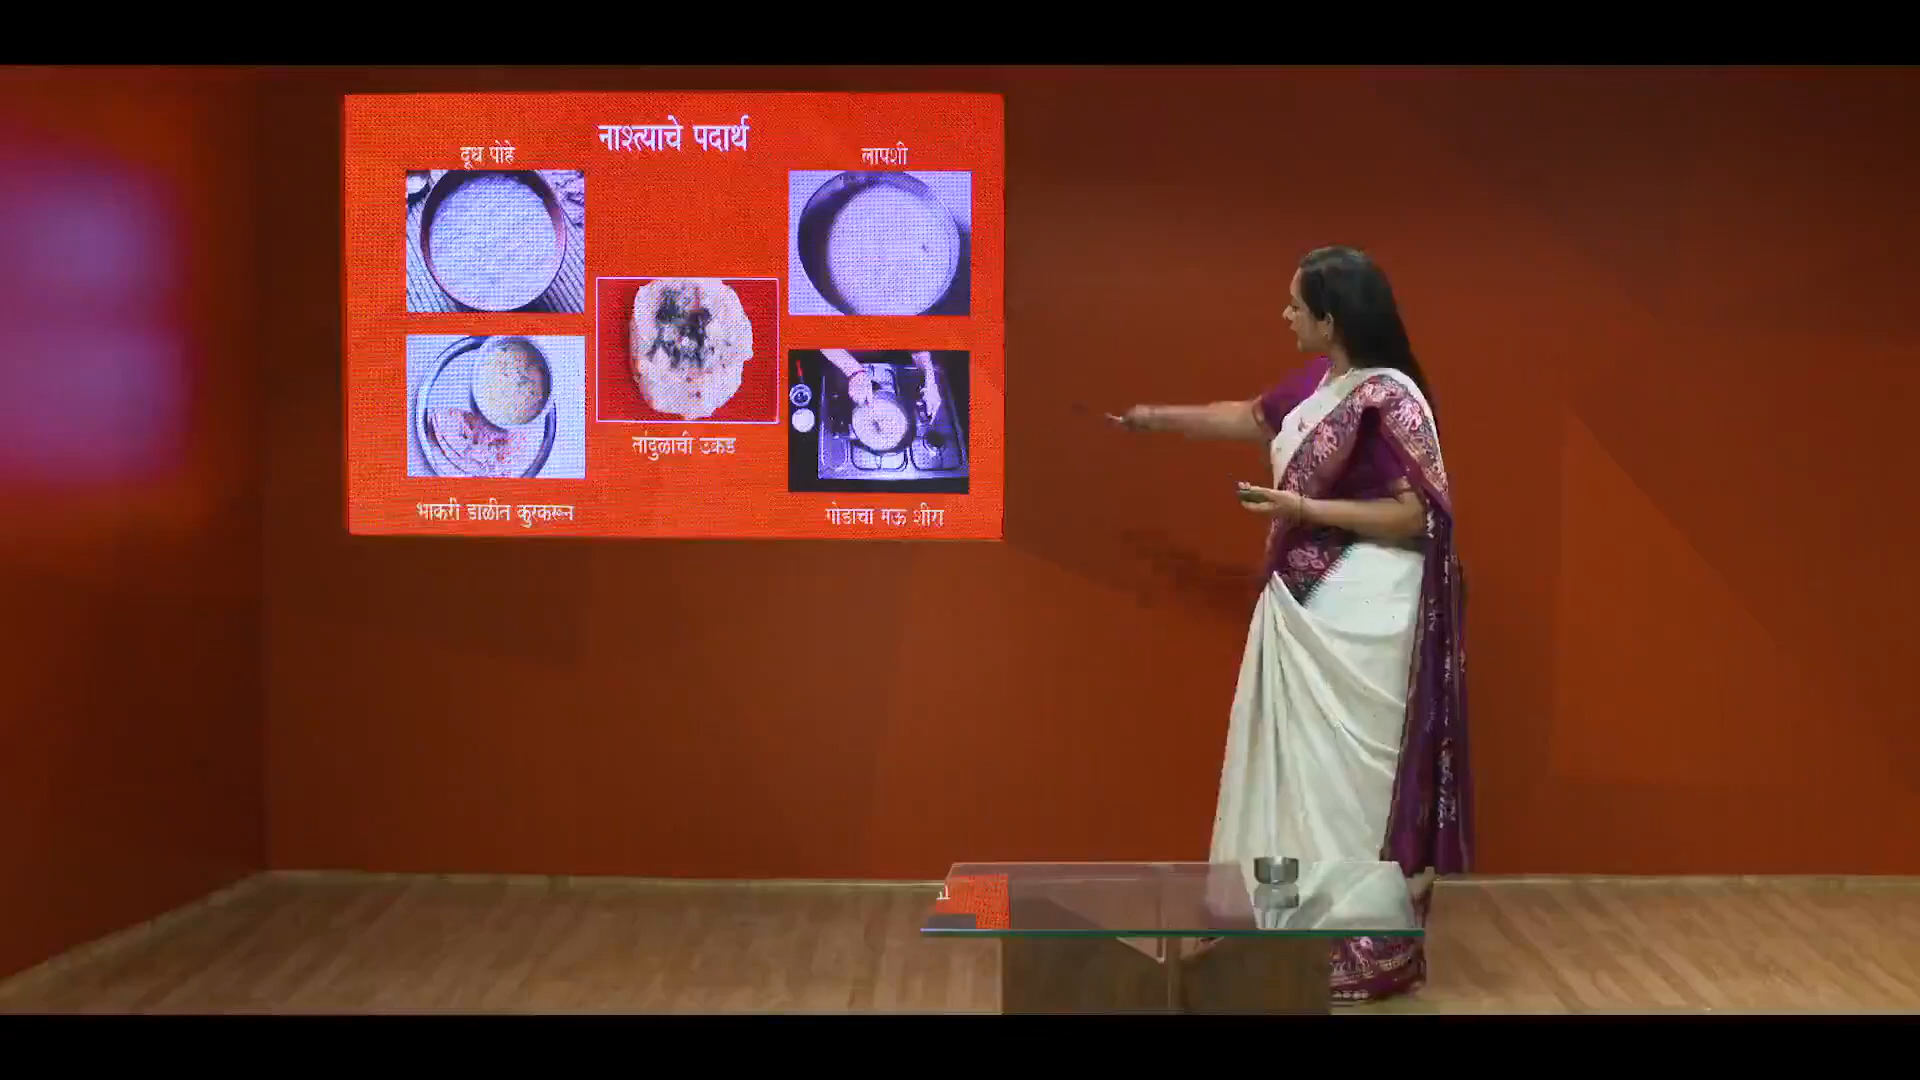 नाश्त्याचे पदार्थ
दूध पोहे
लापशी
तांदुळाची उकड
भाकरी डाळीत कुस्करून
गोडाचा मऊ शीरा